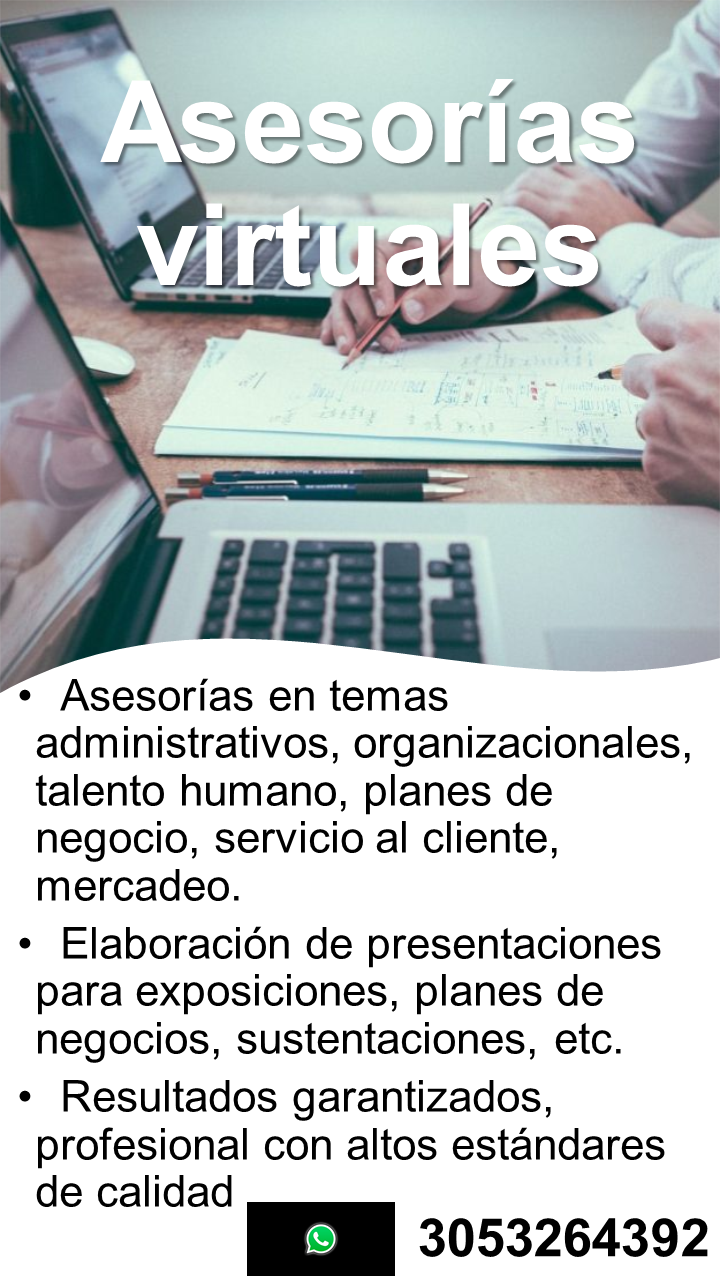 Asesorías
virtuales
• Asesorías en temas
administrativos, organizacionales,
talento humano, planes de
negocio, servicio al cliente,
mercadeo.
• Elaboración de presentaciones
para exposiciones, planes de
negocios, sustentaciones, etc.
• Resultados garantizados,
profesional con altos estándares
de calidad
3053264392